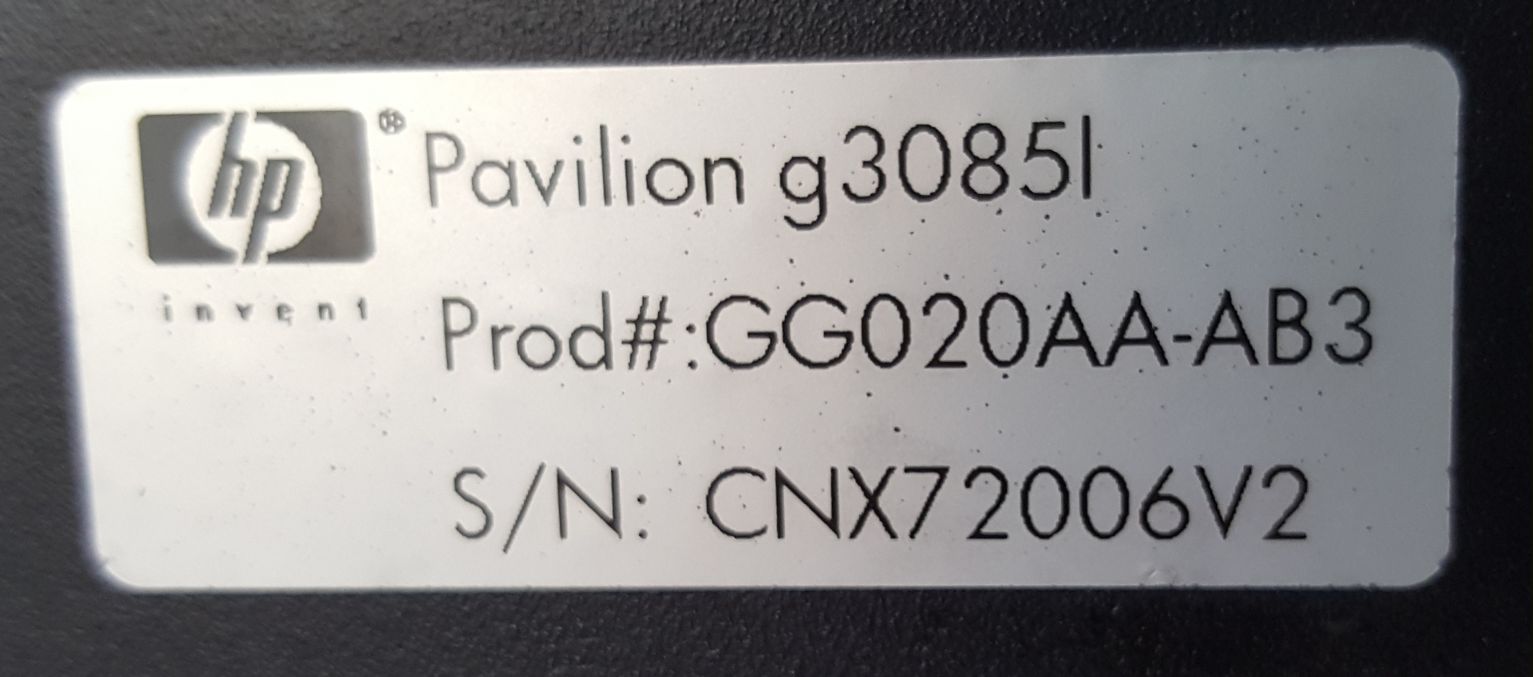 hp®
invent
Pavilion g3085l
Prod#:GG020AA-AB3
S/N: CNX72006V2